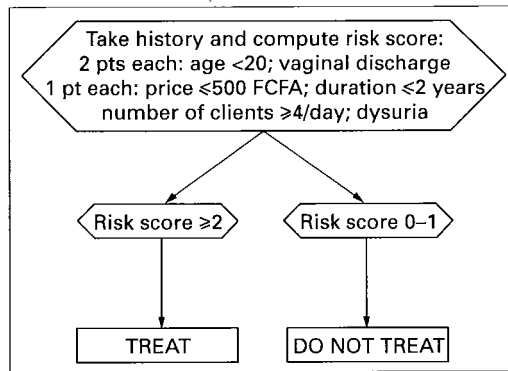 Take history and compute risk score:
2 pts each: age <20; vaginal discharge
1 pt each: price ⩽500 FCFA; duration ⩽2 years
number of clients ⩾4/day; dysuria
Risk score ⩾2
Risk score 0–1
TREAT
DO NOT TREAT